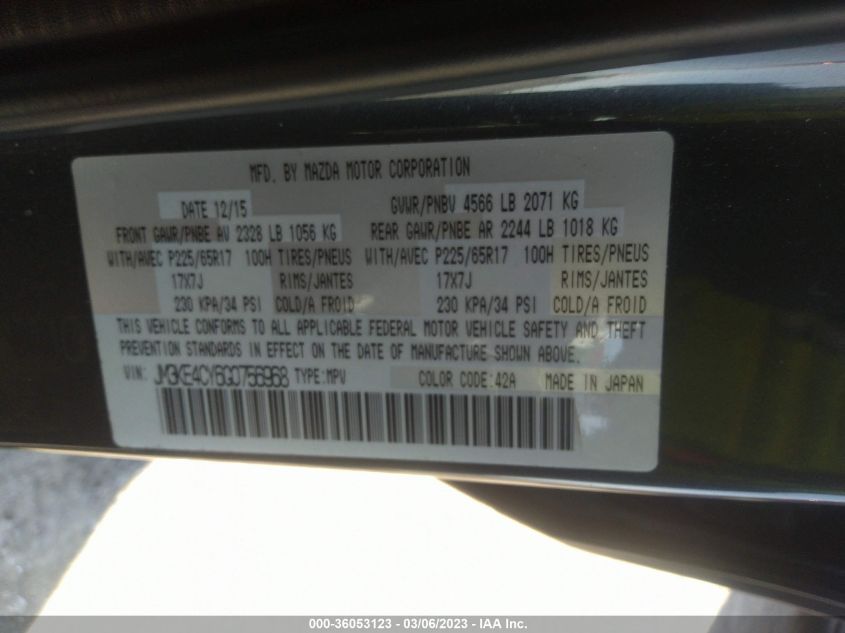 MFD. BY MAZDA MOTOR CORPORATION
DATE 12/15 GVWR/PNBV 4566 LB 2071 KG
FRONT GAWR/PNBE AV 2328 LB 1056 KG REAR GAWR/PNBE AR 2244 LB 1018 KG
WITH/AVEC P225/65R17 100H TIRES/PNEUS WITH/AVEC P225/65R17 100H TIRES/PNEUS
17X7J RIMS/JANTES 17X7J RIMS/JANTES
230 KPA/34 PSI COLD/A FROID 230 KPA/34 PSI COLD/A FROID
THIS VEHICLE CONFORMS TO ALL APPLICABLE FEDERAL MOTOR VEHICLE SAFETY AND THEFT
PREVENTION STANDARDS IN EFFECT ON THE DATE OF MANUFACTURE SHOWN ABOVE.
VIN: JM3KE4CY6G0756968 TYPE:MPV COLOR CODE:42A MADE IN JAPAN
000-36053123 - 03/06/2023 - IAA Inc.